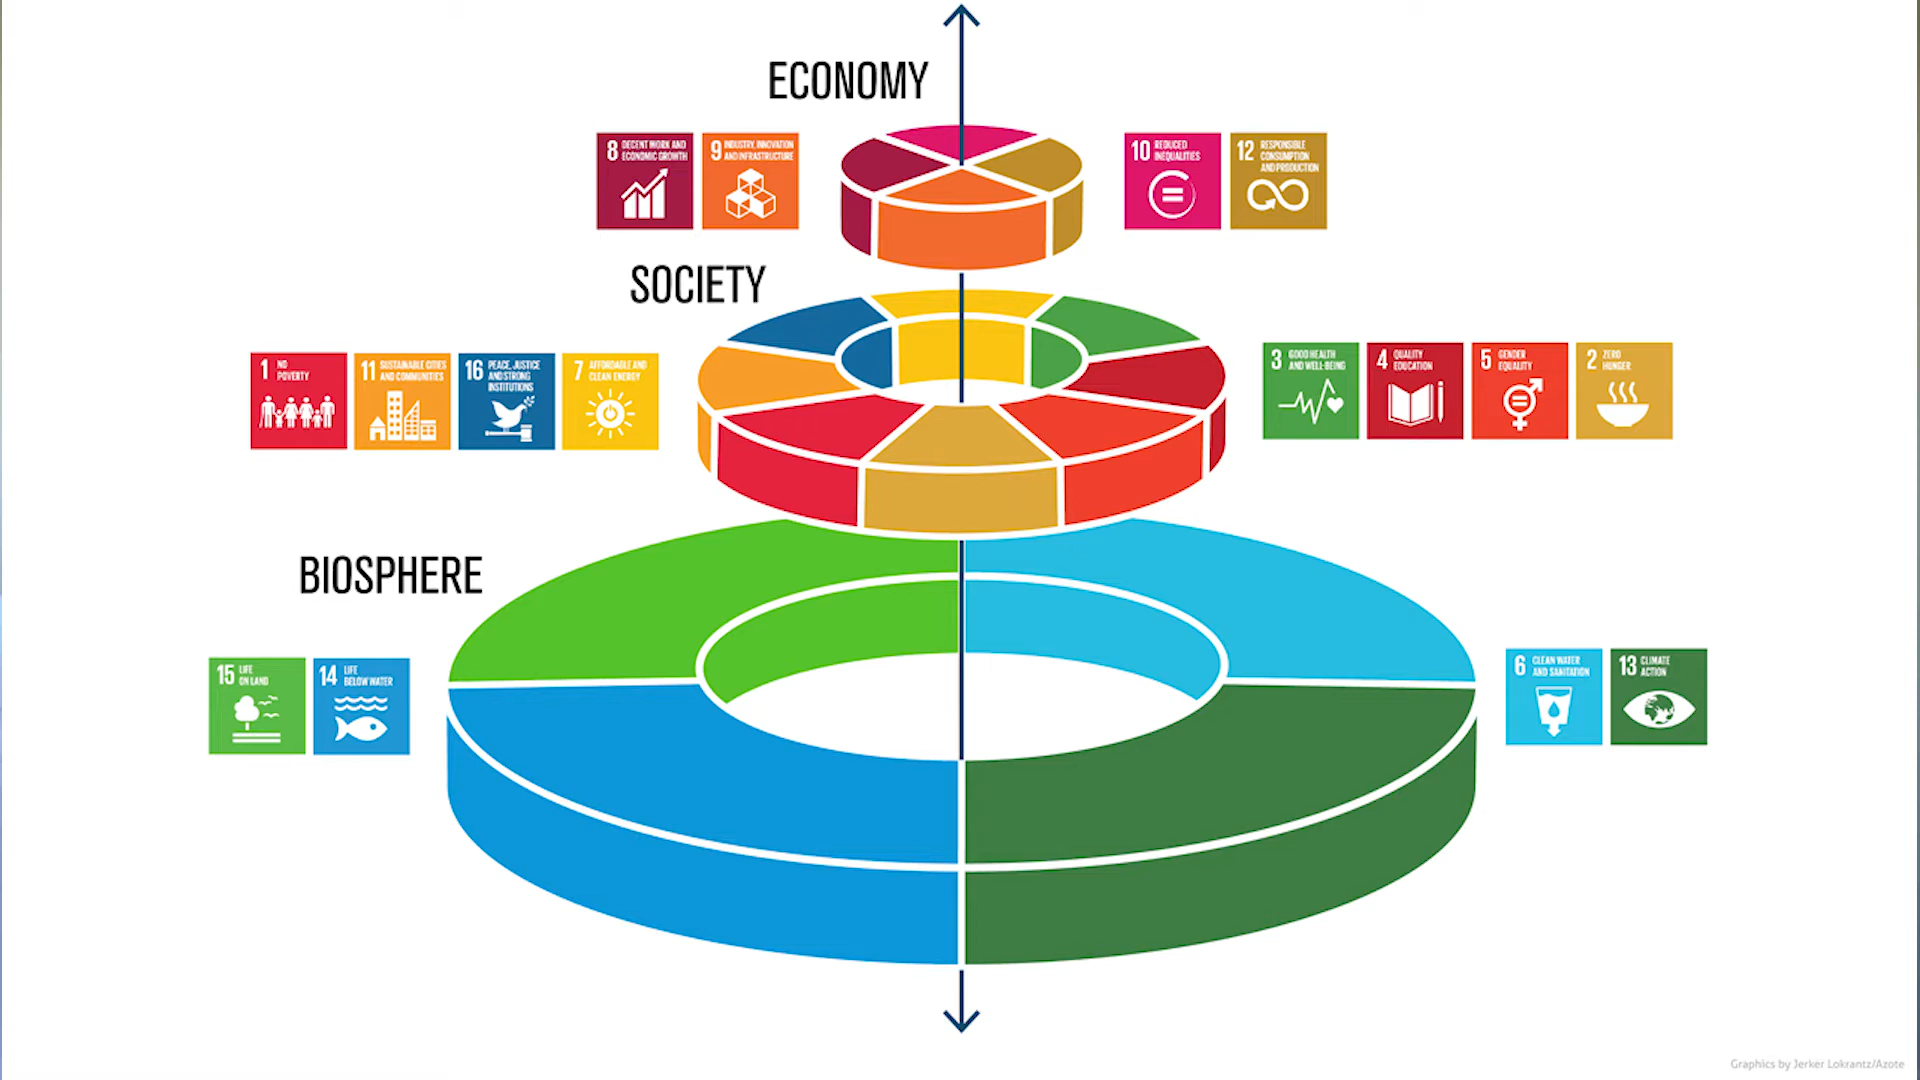 ECONOMY
8 DECENT WORK AND
ECONOMIC GROWTH
9 INDUSTRY, INNOVATION
AND INFRASTRUCTURE
10 REDUCED
INEQUALITIES
12 RESPONSIBLE
CONSUMPTION
AND PRODUCTION
SOCIETY
1 NO
POVERTY
11 SUSTAINABLE CITIES
AND COMMUNITIES
16 PEACE, JUSTICE
AND STRONG
INSTITUTIONS
7 AFFORDABLE AND
CLEAN ENERGY
3 GOOD HEALTH
AND WELL-BEING
4 QUALITY
EDUCATION
5 GENDER
EQUALITY
2 ZERO
HUNGER
BIOSPHERE
15 LIFE
ON LAND
14 LIFE
BELOW WATER
6 CLEAN WATER
AND SANITATION
13 CLIMATE
ACTION
Graphics by Jerker Lokrantz/Azote